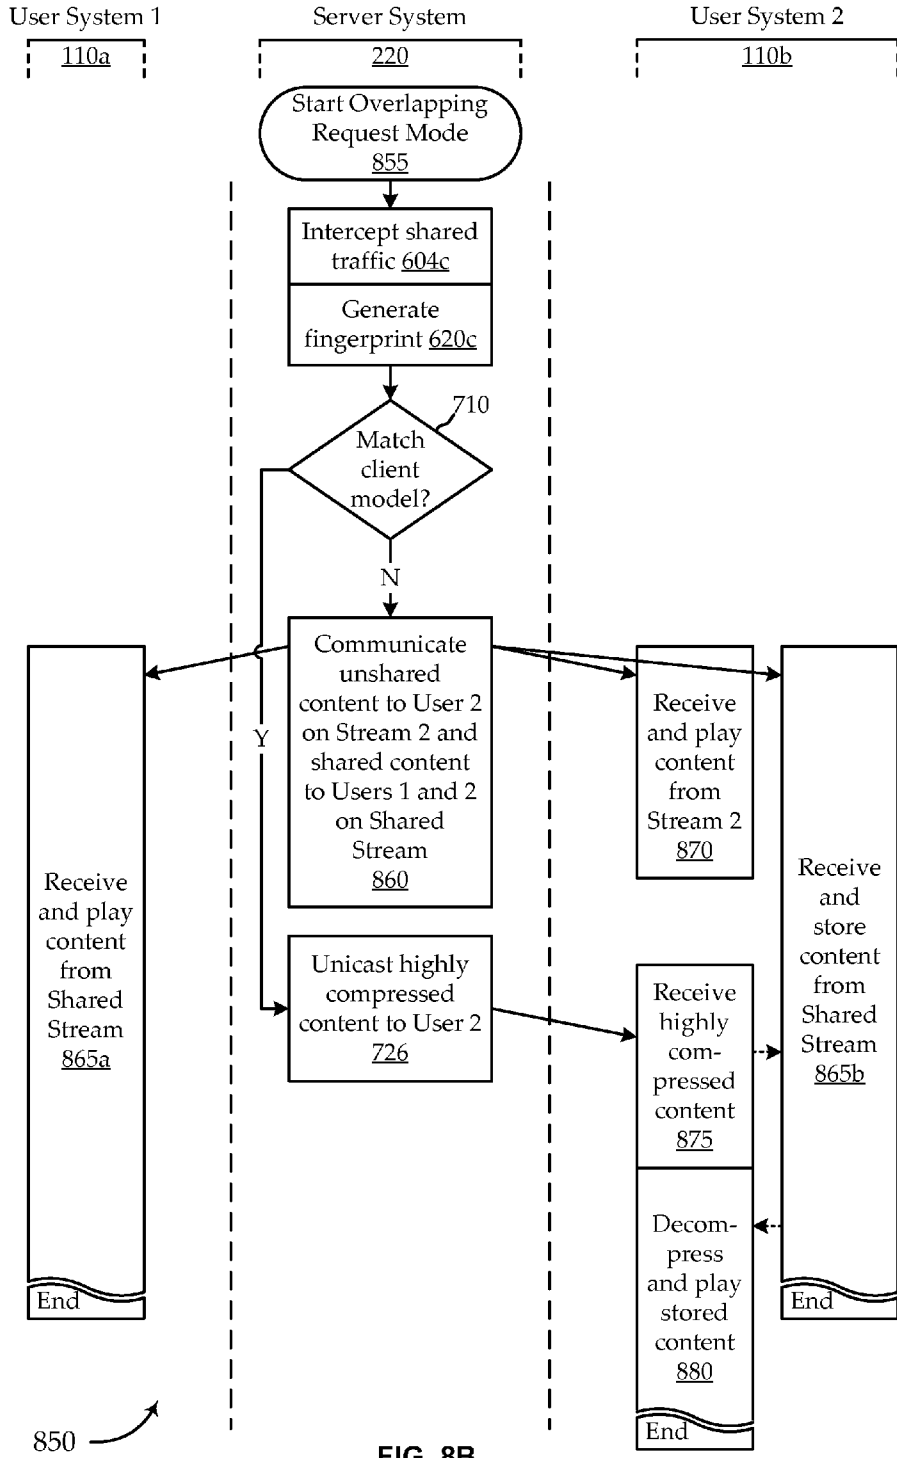 User System 1
Server System
User System 2
110a
220
110b
Start Overlapping
Request Mode
855
Intercept shared
traffic 604c
Generate
fingerprint 620c
710
Match
client
model?
N
Y
Communicate
unshared
content to User 2
on Stream 2 and
shared content
to Users 1 and 2
on Shared
Stream
860
Unicast highly
compressed
content to User 2
726
Receive
and play
content
from
Shared
Stream
865a
End
Receive
and play
content
from
Stream 2
870
Receive
highly
com-
pressed
content
875
Decom-
press
and play
stored
content
880
End
Receive
and
store
content
from
Shared
Stream
865b
End
850
FIG. 8B